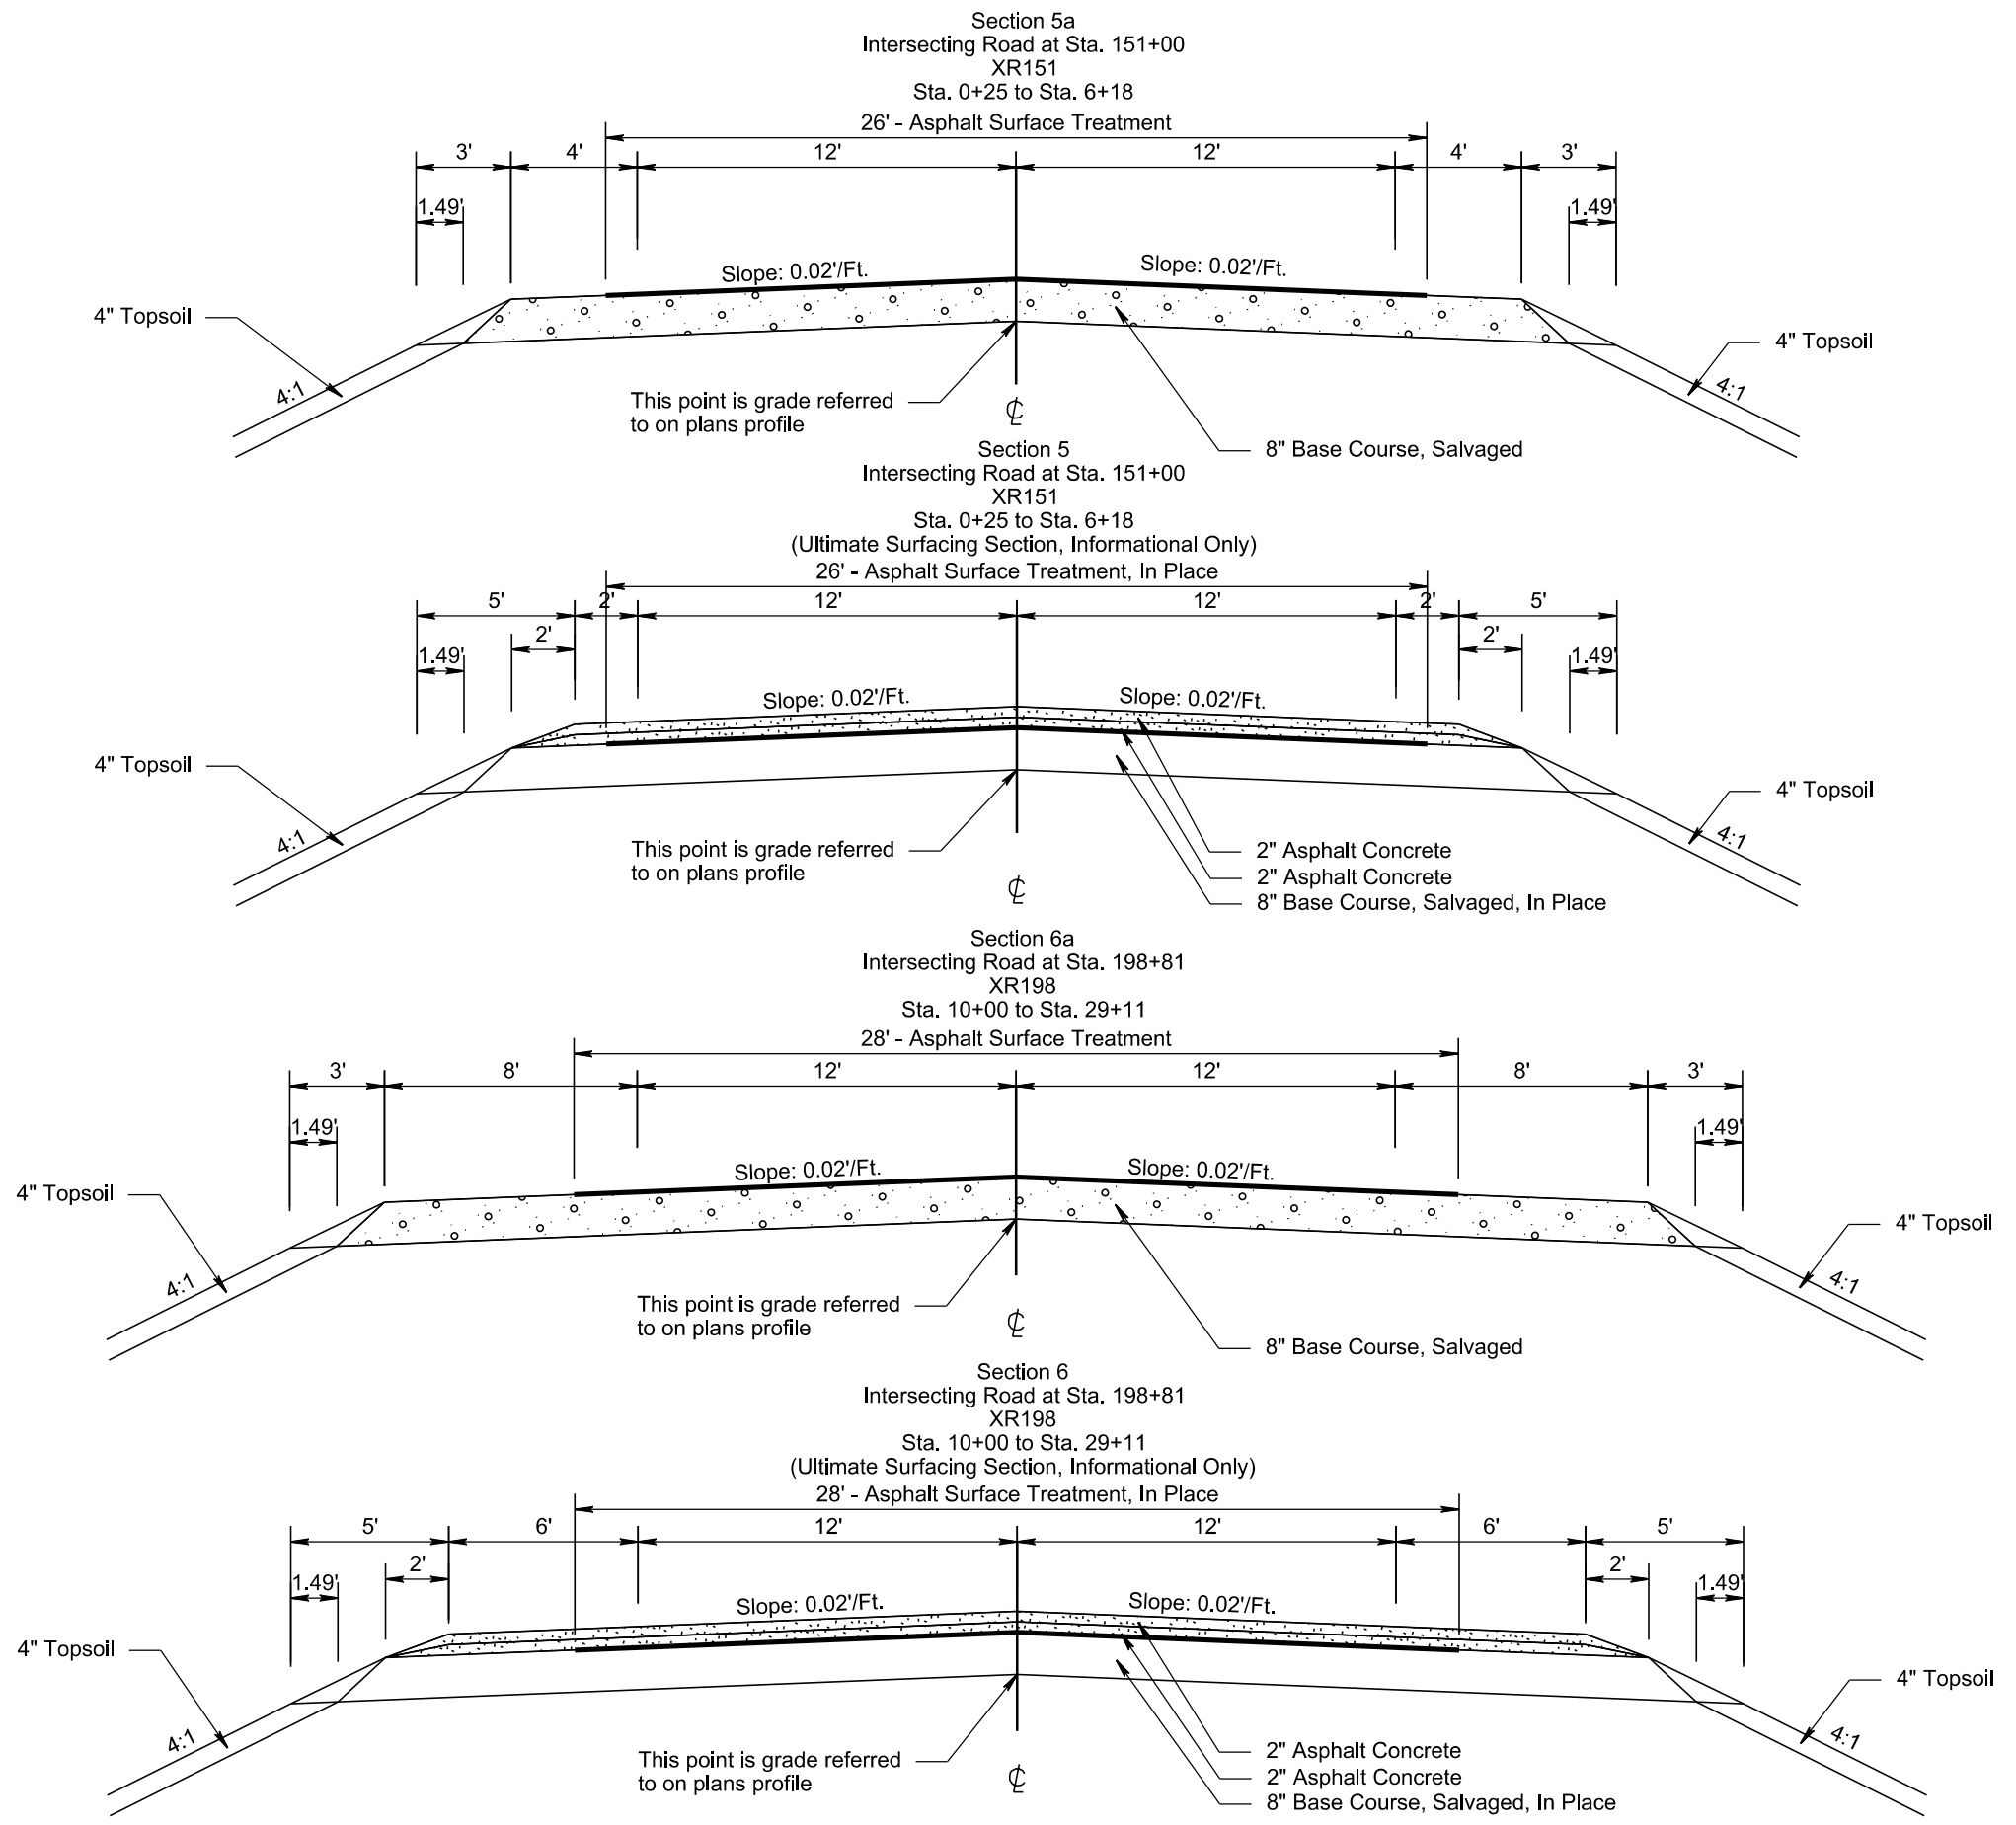 Section 5a
Intersecting Road at Sta. 151+00
XR151
Sta. 0+25 to Sta. 6+18
26' - Asphalt Surface Treatment
3' 4' 12' 12' 4' 3'
1.49' 1.49'
Slope: 0.02'/Ft. Slope: 0.02'/Ft.
4" Topsoil 4" Topsoil
4:1 4:1
This point is grade referred
to on plans profile
℄
8" Base Course, Salvaged
Section 5
Intersecting Road at Sta. 151+00
XR151
Sta. 0+25 to Sta. 6+18
(Ultimate Surfacing Section, Informational Only)
26' - Asphalt Surface Treatment, In Place
5' 2' 12' 12' 2' 5'
2' 2'
1.49' 1.49'
Slope: 0.02'/Ft. Slope: 0.02'/Ft.
4" Topsoil 4" Topsoil
4:1 4:1
This point is grade referred
to on plans profile
℄
2" Asphalt Concrete
2" Asphalt Concrete
8" Base Course, Salvaged, In Place
Section 6a
Intersecting Road at Sta. 198+81
XR198
Sta. 10+00 to Sta. 29+11
28' - Asphalt Surface Treatment
3' 8' 12' 12' 8' 3'
1.49' 1.49'
Slope: 0.02'/Ft. Slope: 0.02'/Ft.
4" Topsoil 4" Topsoil
4:1 4:1
This point is grade referred
to on plans profile
℄
8" Base Course, Salvaged
Section 6
Intersecting Road at Sta. 198+81
XR198
Sta. 10+00 to Sta. 29+11
(Ultimate Surfacing Section, Informational Only)
28' - Asphalt Surface Treatment, In Place
5' 6' 12' 12' 6' 5'
2' 2'
1.49' 1.49'
Slope: 0.02'/Ft. Slope: 0.02'/Ft.
4" Topsoil 4" Topsoil
4:1 4:1
This point is grade referred
to on plans profile
℄
2" Asphalt Concrete
2" Asphalt Concrete
8" Base Course, Salvaged, In Place